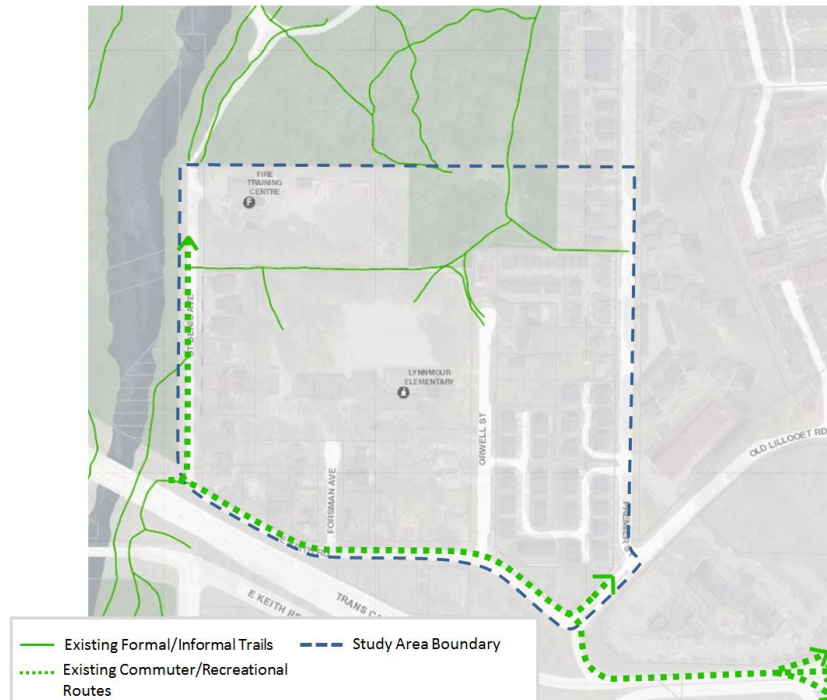 FIRE
TRAINING
CENTRE
F
LYNNMOUR
ELEMENTARY
ORWELL ST
FORSMAN AVE
OLD LILLOOET RD
E KEITH RD
TRANS CA
Existing Formal/Informal Trails
Study Area Boundary
Existing Commuter/Recreational
Routes